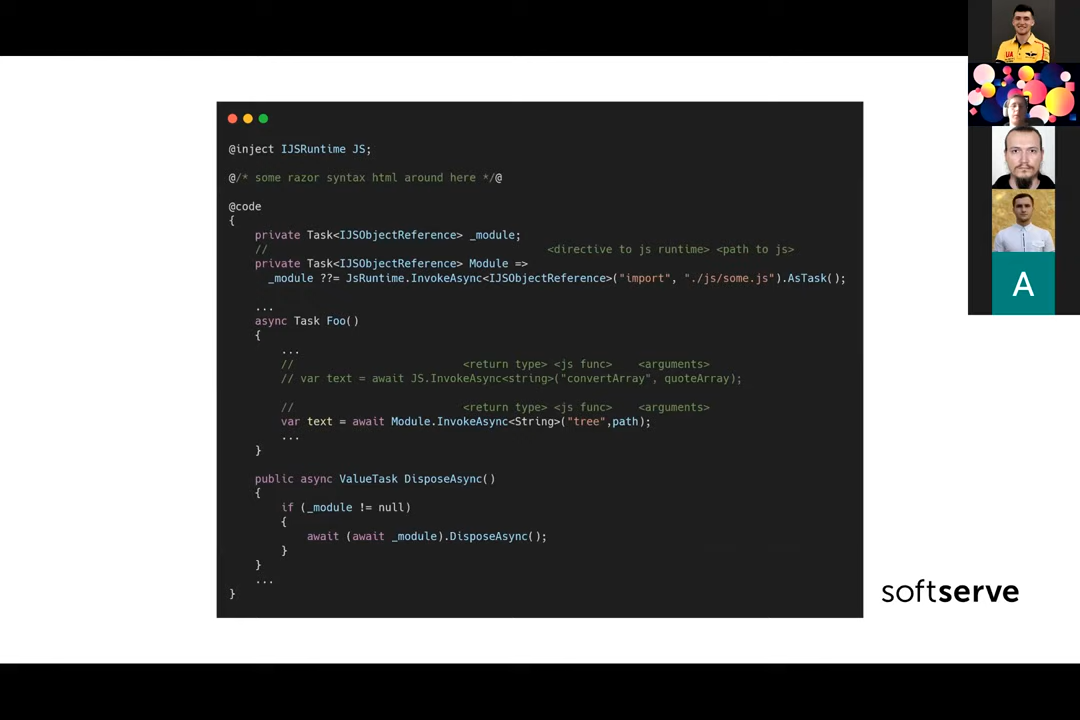 @inject IJSRuntime JS;
@/* some razor syntax html around here */@
@code
{
private Task<IJSObjectReference> _module;
// <directive to js runtime> <path to js>
private Task<IJSObjectReference> Module =>
_module ??= JsRuntime.InvokeAsync<IJSObjectReference>("import", "./js/some.js").AsTask();
...
async Task Foo()
{
...
// <return type> <js func> <arguments>
// var text = await JS.InvokeAsync<string>("convertArray", quoteArray);
// <return type> <js func> <arguments>
var text = await Module.InvokeAsync<String>("tree",path);
...
}
public async ValueTask DisposeAsync()
{
if (_module != null)
{
await (await _module).DisposeAsync();
}
}
...
}
softserve
UA
A